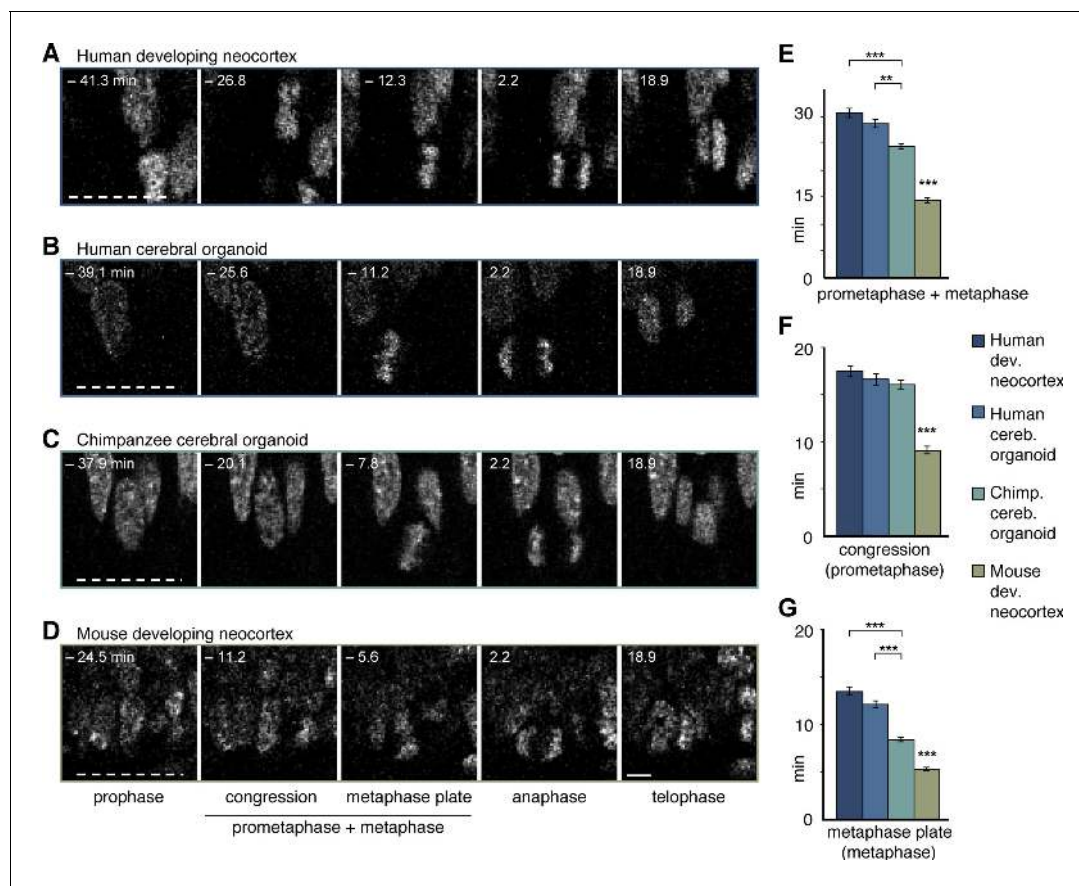 A Human developing neocortex
– 41.3 min – 26.8 – 12.3 2.2 18.9
B Human cerebral organoid
– 39.1 min – 25.6 – 11.2 2.2 18.9
C Chimpanzee cerebral organoid
– 37.9 min – 20.1 – 7.8 2.2 18.9
D Mouse developing neocortex
– 24.5 min – 11.2 – 5.6 2.2 18.9
prophase congression metaphase plate anaphase telophase
prometaphase + metaphase
E
***
**
30
***
15
min
0
prometaphase + metaphase
F
20
***
10
min
0
congression
(prometaphase)
Human
dev.
neocortex
Human
cereb.
organoid
Chimp.
cereb.
organoid
Mouse
dev.
neocortex
G
20
***
***
10
***
min
0
metaphase plate
(metaphase)